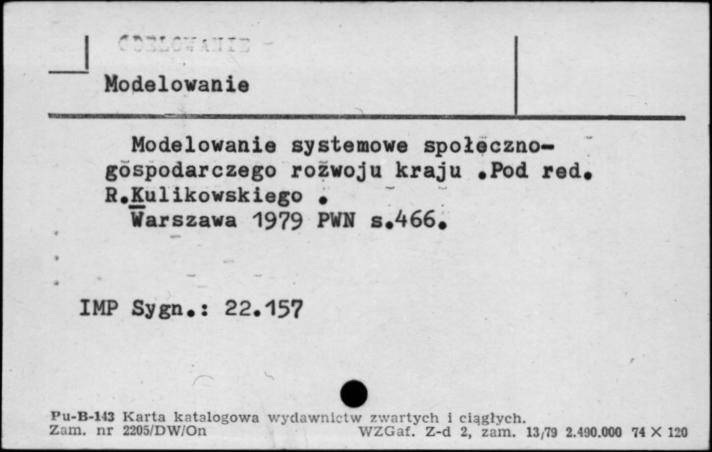 ODELOWANIE
Modelowanie
Modelowanie systemowe społeczno-
gospodarczego rozwoju kraju .Pod red.
R.Kulikowskiego .
Warszawa 1979 PWN s.466.
IMP Sygn.: 22.157
Pu-B-143 Karta katalogowa wydawnictw zwartych i ciągłych.
Zam. nr 2205/DW/On WZGaf. Z-d 2, zam. 13/79 2.490.000 74 X 120